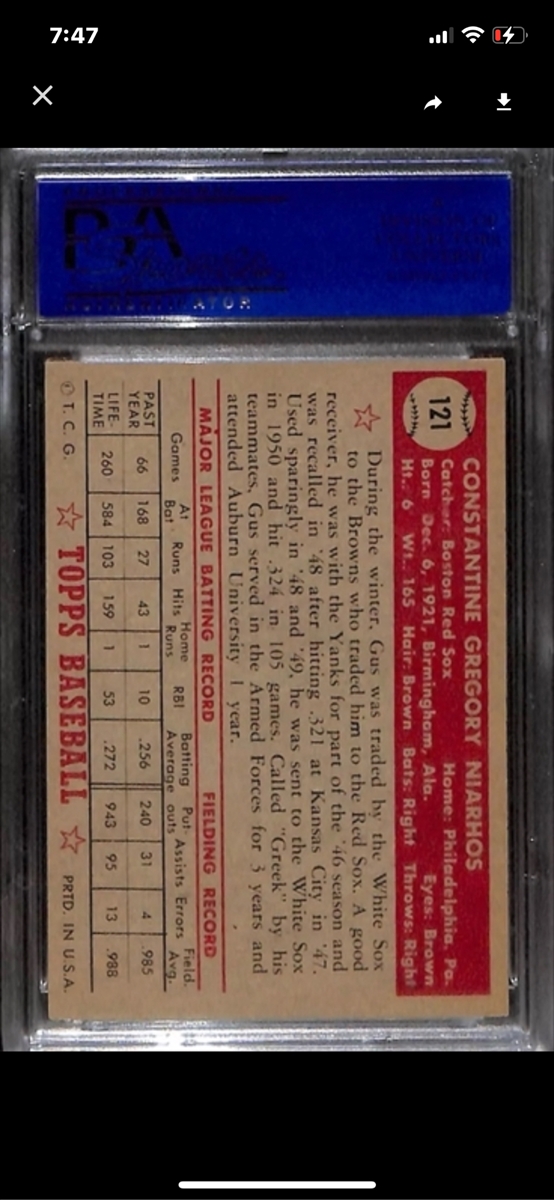 7:47
PSA
AUTHENTICATOR
121
CONSTANTINE GREGORY NIARHOS
Catcher: Boston Red Sox Home: Philadelphia, Pa.
Born Dec. 6, 1921, Birmingham, Ala. Eyes: Brown
Ht.: 6 Wt.: 165 Hair: Brown Bats: Right Throws: Right
During the winter, Gus was traded by the White Sox
to the Browns who traded him to the Red Sox. A good
receiver, he was with the Yanks for part of the '46 season and
was recalled in '48 after hitting .321 at Kansas City in '47.
Used sparingly in '48 and '49, he was sent to the White Sox
in 1950 and hit .324 in 105 games. Called "Greek" by his
teammates, Gus served in the Armed Forces for 3 years and
attended Auburn University 1 year.
MAJOR LEAGUE BATTING RECORD FIELDING RECORD
Games At Bat Runs Hits Home Runs RBI Batting Average Put-outs Assists Errors Field. Avg.
PAST YEAR 66 168 27 43 1 10 .256 240 31 4 .985
LIFE-TIME 260 584 103 159 1 53 .272 943 95 13 .988
© T. C. G. ☆ TOPPS BASEBALL ☆ PRTD. IN U.S.A.